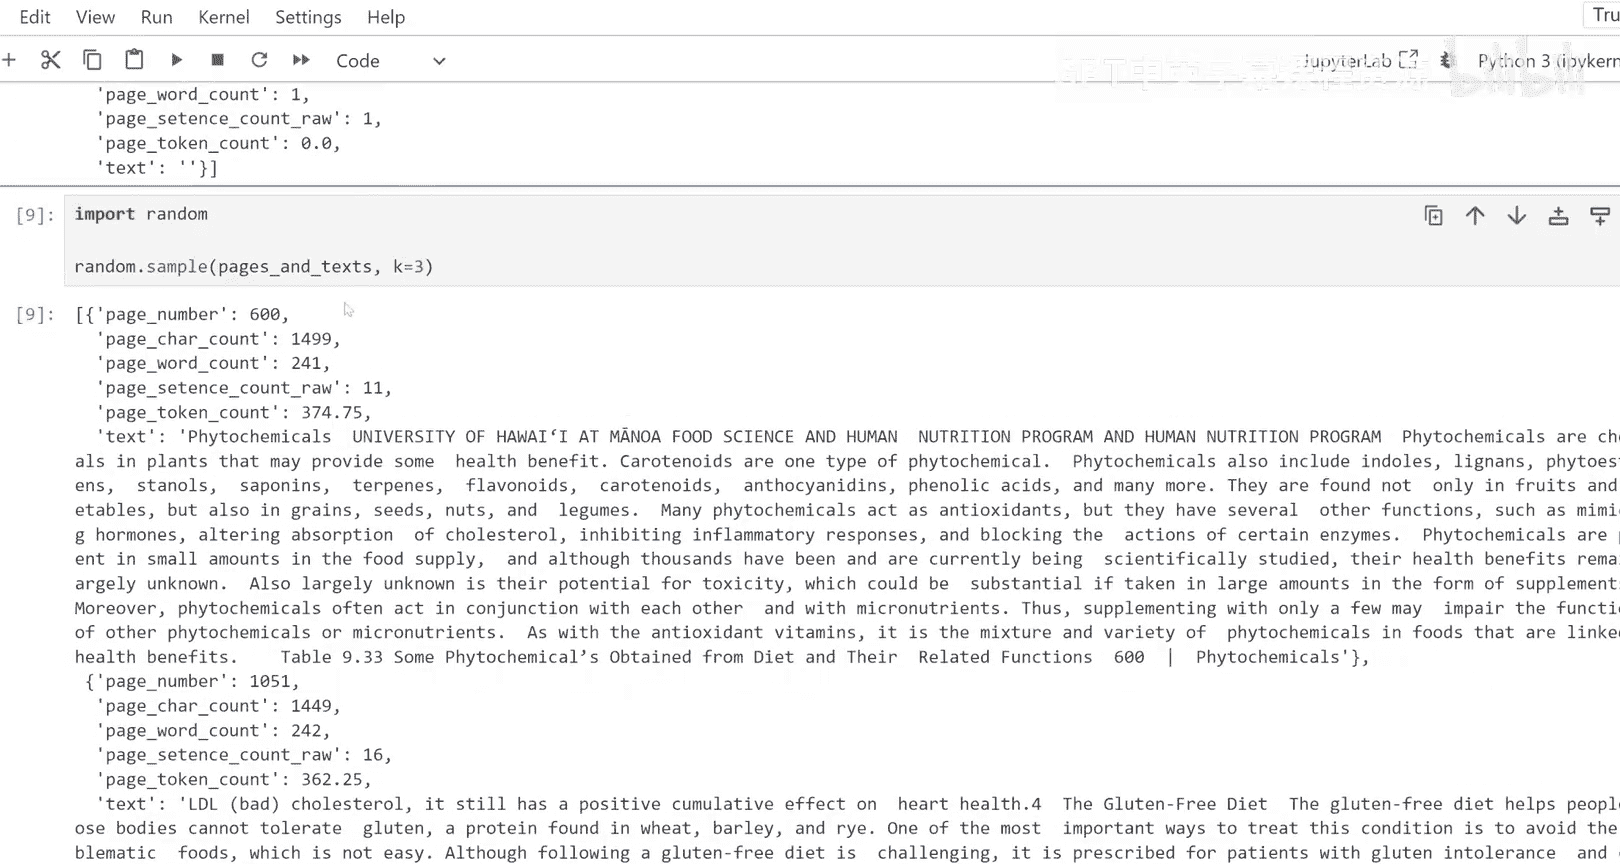 Edit View Run Kernel Settings Help Tru
Code JupyterLab Python 3 (ipykern
'page_word_count': 1,
'page_setence_count_raw': 1,
'page_token_count': 0.0,
'text': ''}]
[9]: import random
random.sample(pages_and_texts, k=3)
[9]: [{'page_number': 600,
'page_char_count': 1499,
'page_word_count': 241,
'page_setence_count_raw': 11,
'page_token_count': 374.75,
'text': 'Phytochemicals  UNIVERSITY OF HAWAI‘I AT MĀNOA FOOD SCIENCE AND HUMAN  NUTRITION PROGRAM AND HUMAN NUTRITION PROGRAM  Phytochemicals are che
als in plants that may provide some  health benefit. Carotenoids are one type of phytochemical.  Phytochemicals also include indoles, lignans, phytoest
ens,  stanols,  saponins,  terpenes,  flavonoids,  carotenoids,  anthocyanidins, phenolic acids, and many more. They are found not  only in fruits and
etables, but also in grains, seeds, nuts, and  legumes.  Many phytochemicals act as antioxidants, but they have several  other functions, such as mimi
g hormones, altering absorption  of cholesterol, inhibiting inflammatory responses, and blocking the  actions of certain enzymes.  Phytochemicals are p
ent in small amounts in the food supply,  and although thousands have been and are currently being  scientifically studied, their health benefits rema
argely unknown.  Also largely unknown is their potential for toxicity, which could be  substantial if taken in large amounts in the form of supplement
Moreover, phytochemicals often act in conjunction with each other  and with micronutrients. Thus, supplementing with only a few may  impair the functi
of other phytochemicals or micronutrients.  As with the antioxidant vitamins, it is the mixture and variety of  phytochemicals in foods that are linke
health benefits.    Table 9.33 Some Phytochemical’s Obtained from Diet and Their  Related Functions  600  |  Phytochemicals'},
{'page_number': 1051,
'page_char_count': 1449,
'page_word_count': 242,
'page_setence_count_raw': 16,
'page_token_count': 362.25,
'text': 'LDL (bad) cholesterol, it still has a positive cumulative effect on  heart health.4  The Gluten-Free Diet  The gluten-free diet helps people
ose bodies cannot tolerate  gluten, a protein found in wheat, barley, and rye. One of the most  important ways to treat this condition is to avoid the
blematic  foods, which is not easy. Although following a gluten-free diet is  challenging, it is prescribed for patients with gluten intolerance  and